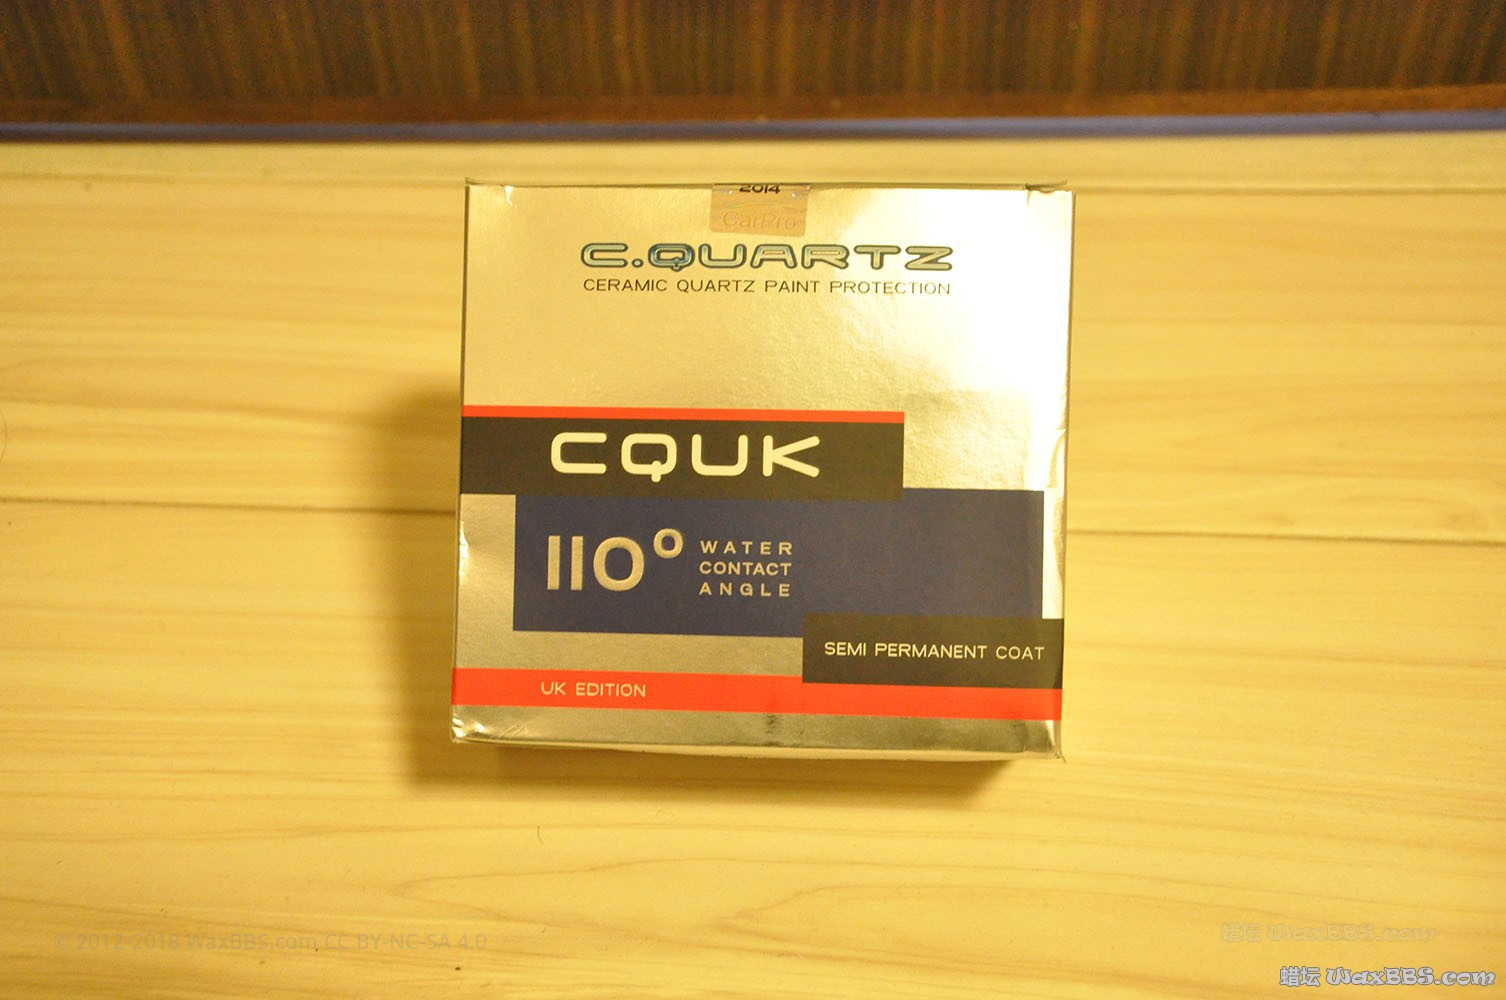 2014
CarPro
C.QUARTZ
CERAMIC QUARTZ PAINT PROTECTION
CQUK
110° WATER CONTACT ANGLE
SEMI PERMANENT COAT
UK EDITION
© 2012-2018 WaxBBS.com CC BY-NC-SA 4.0
蜡坛 WaxBBS.com
蜡坛 WaxBBS.com